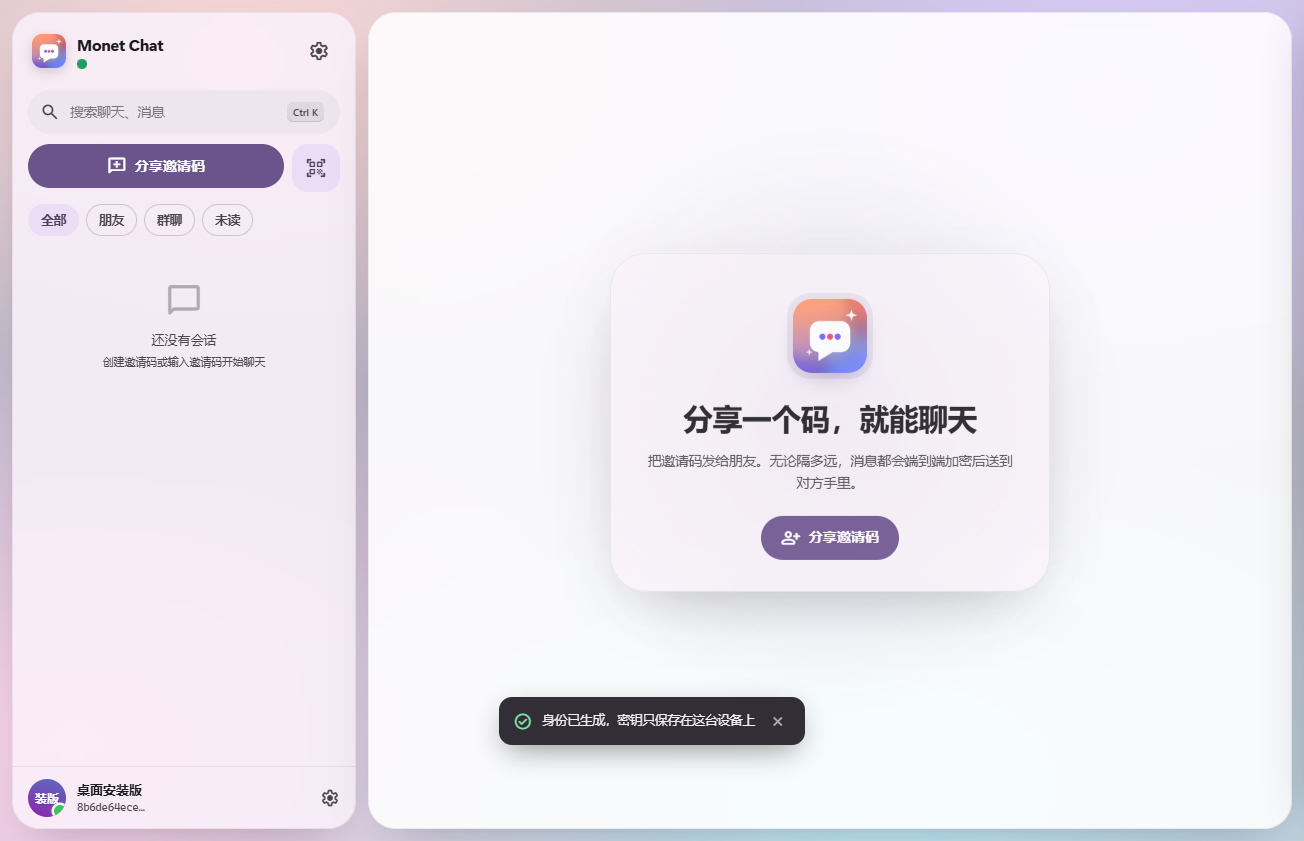 Monet Chat
搜索聊天、消息
Ctrl K
分享邀请码
全部
朋友
群聊
未读
还没有会话
创建邀请码或输入邀请码开始聊天
分享一个码，就能聊天
把邀请码发给朋友。无论隔多远，消息都会端到端加密后送到
对方手里。
分享邀请码
身份已生成，密钥只保存在这台设备上
装版
桌面安装版
8b6de64ece…